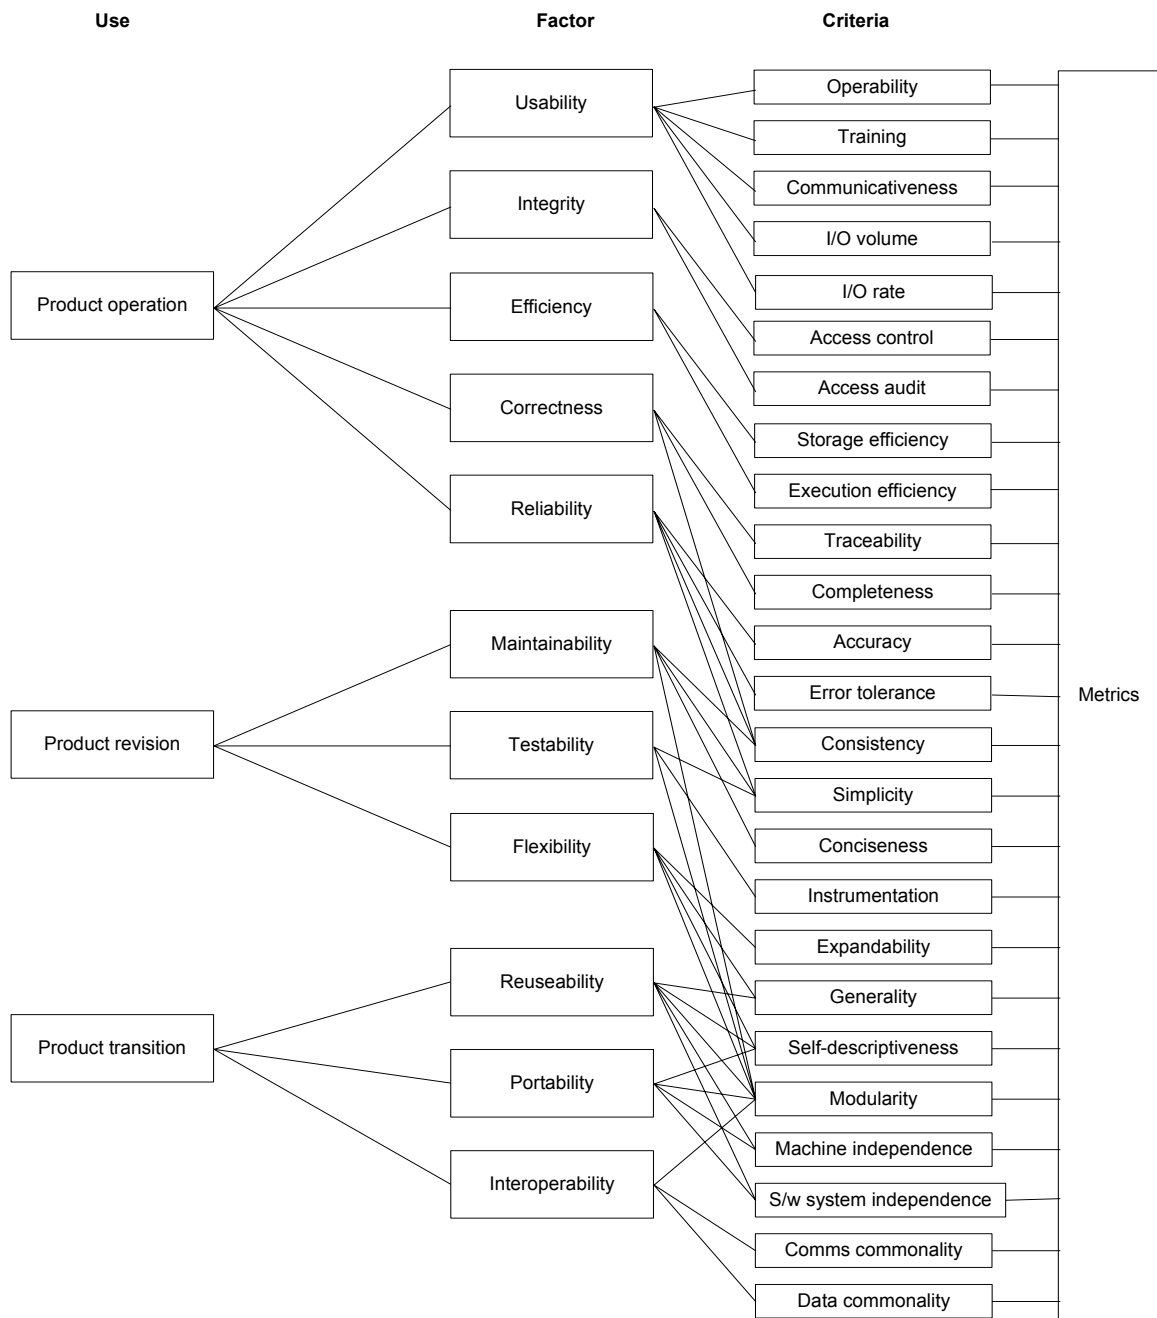 Use
Factor
Criteria
Product operation
Product revision
Product transition
Usability
Integrity
Efficiency
Correctness
Reliability
Maintainability
Testability
Flexibility
Reuseability
Portability
Interoperability
Operability
Training
Communicativeness
I/O volume
I/O rate
Access control
Access audit
Storage efficiency
Execution efficiency
Traceability
Completeness
Accuracy
Error tolerance
Consistency
Simplicity
Conciseness
Instrumentation
Expandability
Generality
Self-descriptiveness
Modularity
Machine independence
S/w system independence
Comms commonality
Data commonality
Metrics